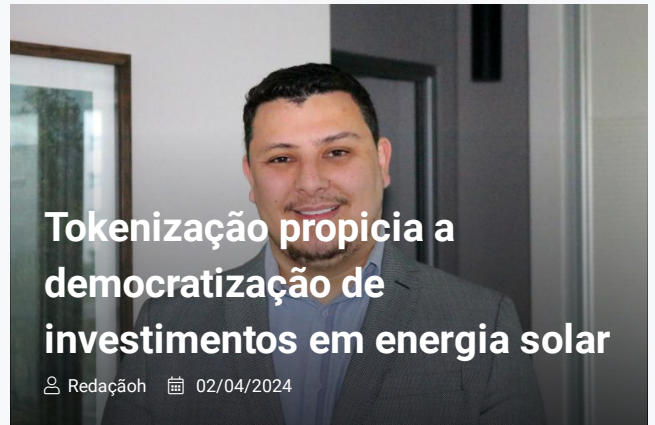 Tokenização propicia a
democratização de
investimentos em energia solar
Redaçãoh 02/04/2024